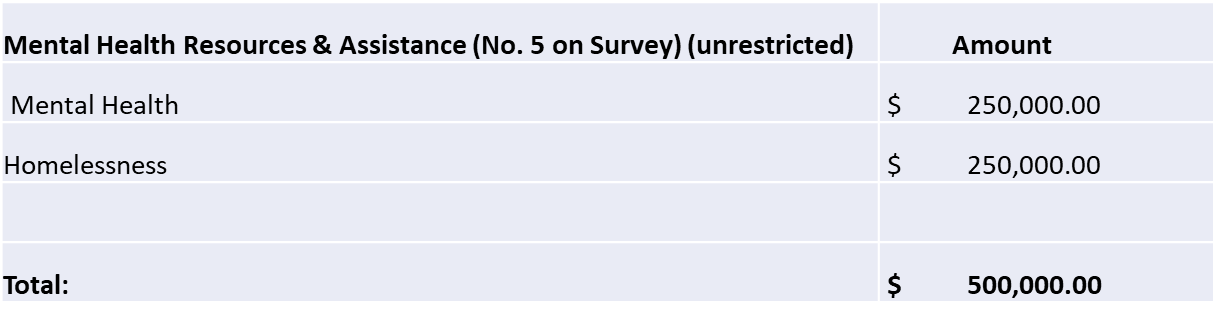 Mental Health Resources & Assistance (No. 5 on Survey) (unrestricted) Amount
Mental Health $ 250,000.00
Homelessness $ 250,000.00
Total: $ 500,000.00